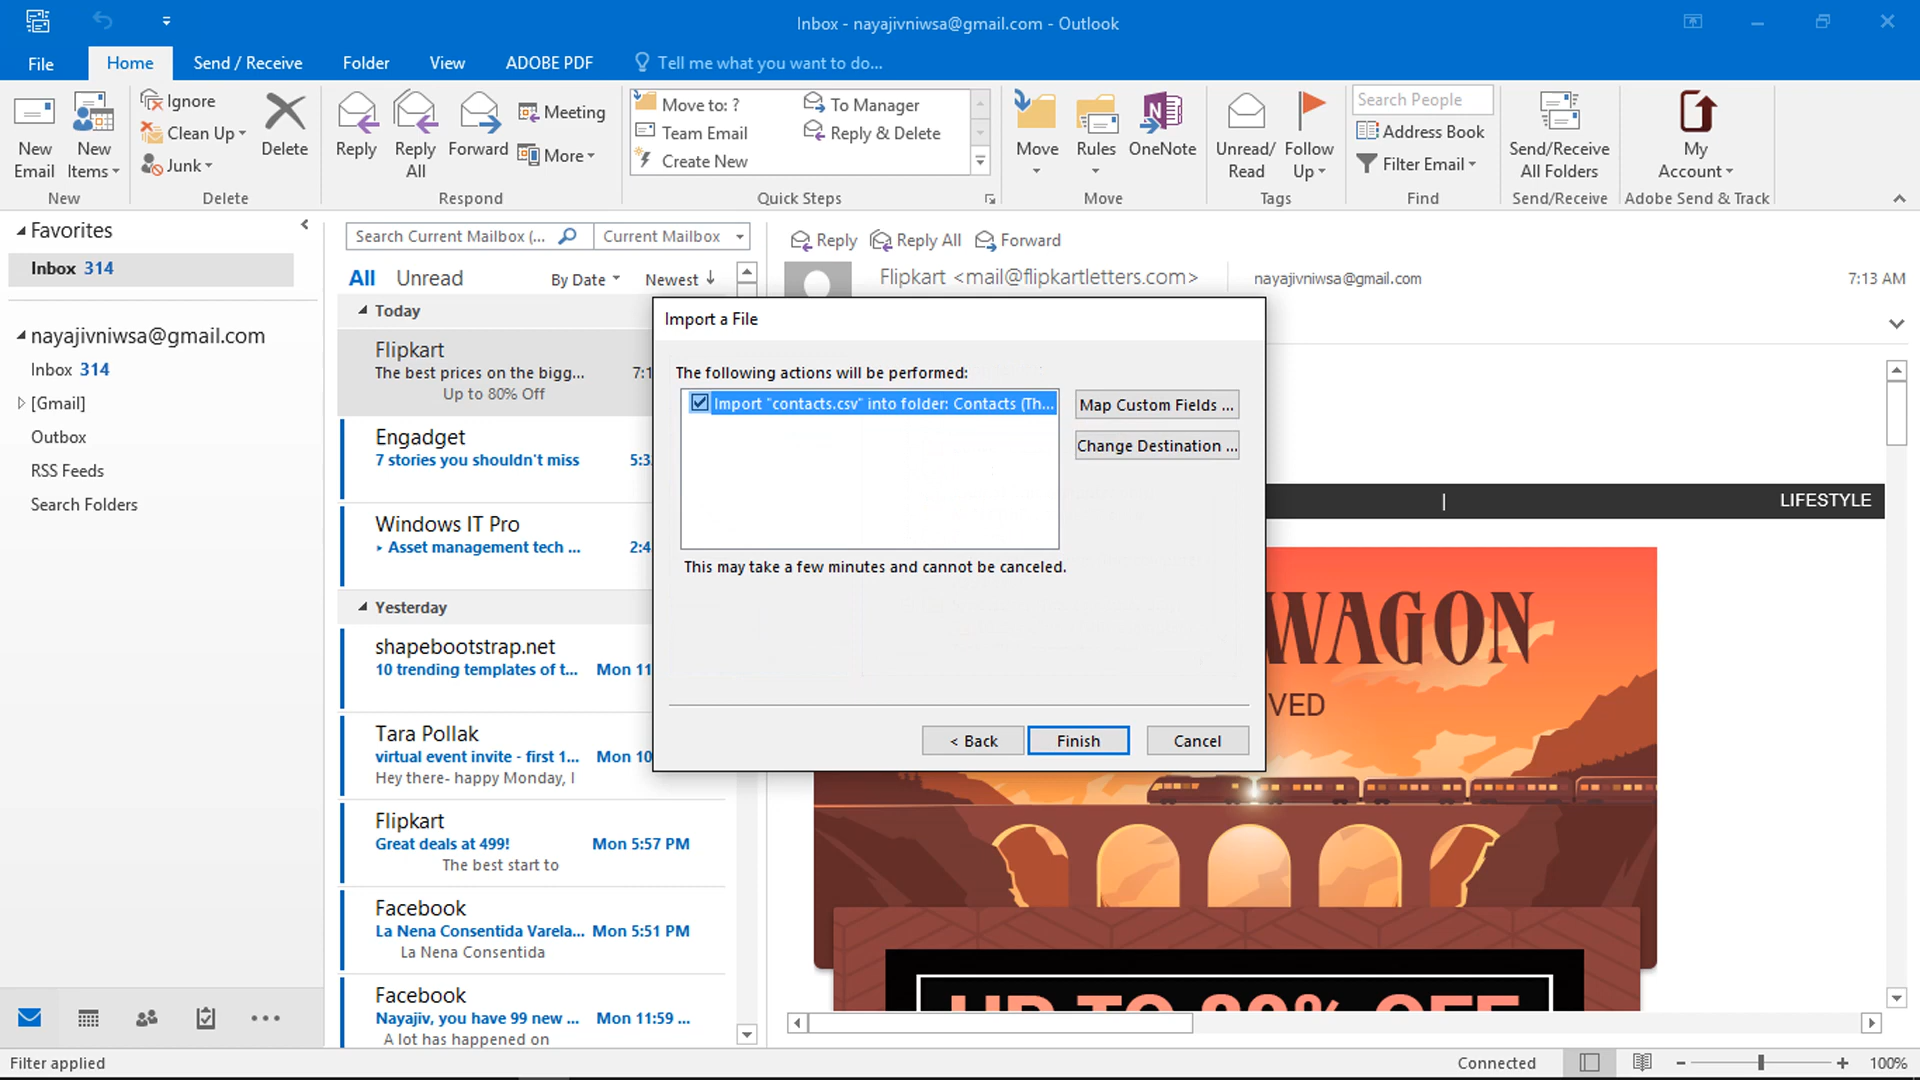 Inbox - nayajivniwsa@gmail.com - Outlook
File Home Send / Receive Folder View ADOBE PDF Tell me what you want to do...
New Email
New Items
New
Ignore
Clean Up
Junk
Delete
Delete
Reply
Reply All
Forward
Meeting
More
Respond
Move to: ?
Team Email
Create New
To Manager
Reply & Delete
Quick Steps
Move
Rules
OneNote
Move
Unread/ Read
Follow Up
Tags
Search People
Address Book
Filter Email
Find
Send/Receive All Folders
Send/Receive
My Account
Adobe Send & Track
Favorites
Inbox 314
nayajivniwsa@gmail.com
Inbox 314
[Gmail]
Outbox
RSS Feeds
Search Folders
Search Current Mailbox (... Current Mailbox
All Unread By Date Newest
Today
Flipkart
The best prices on the bigg... 7:1
Up to 80% Off
Engadget
7 stories you shouldn't miss 5:3
Windows IT Pro
Asset management tech ... 2:4
Yesterday
shapebootstrap.net
10 trending templates of t... Mon 11
Tara Pollak
virtual event invite - first 1... Mon 10
Hey there- happy Monday, I
Flipkart
Great deals at 499! Mon 5:57 PM
The best start to
Facebook
La Nena Consentida Varela... Mon 5:51 PM
La Nena Consentida
Facebook
Nayajiv, you have 99 new ... Mon 11:59 ...
A lot has happened on
Reply Reply All Forward
Flipkart <mail@flipkartletters.com> nayajivniwsa@gmail.com 7:13 AM
Import a File
The following actions will be performed:
Import "contacts.csv" into folder: Contacts (Th...
Map Custom Fields ...
Change Destination ...
This may take a few minutes and cannot be canceled.
< Back Finish Cancel
| LIFESTYLE
WAGON
VED
UP TO 80% OFF
Filter applied Connected 100%